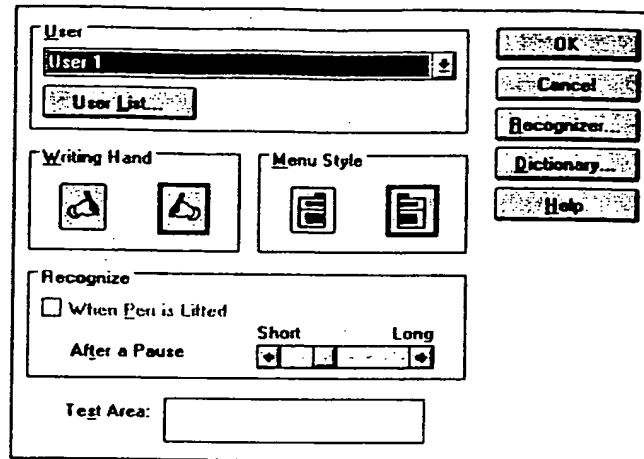 User
User 1
User List...
Writing Hand
Menu Style
Recognize
When Pen is Lifted
Short Long
After a Pause
Test Area:
OK
Cancel
Recognizer...
Dictionary...
Help